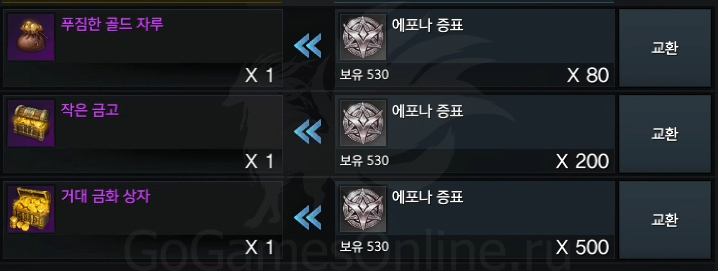 푸짐한 골드 자루
X 1
에포나 증표
보유 530
X 80
교환
작은 금고
X 1
에포나 증표
보유 530
X 200
교환
거대 금화 상자
X 1
에포나 증표
보유 530
X 500
교환
GoGamesOnline.ru